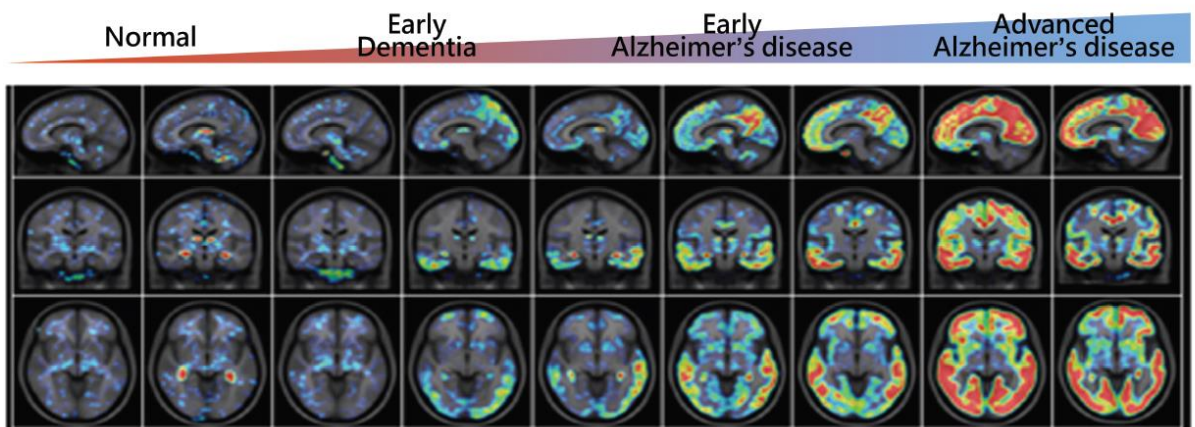 Normal
Early
Dementia
Early
Alzheimer's disease
Advanced
Alzheimer's disease